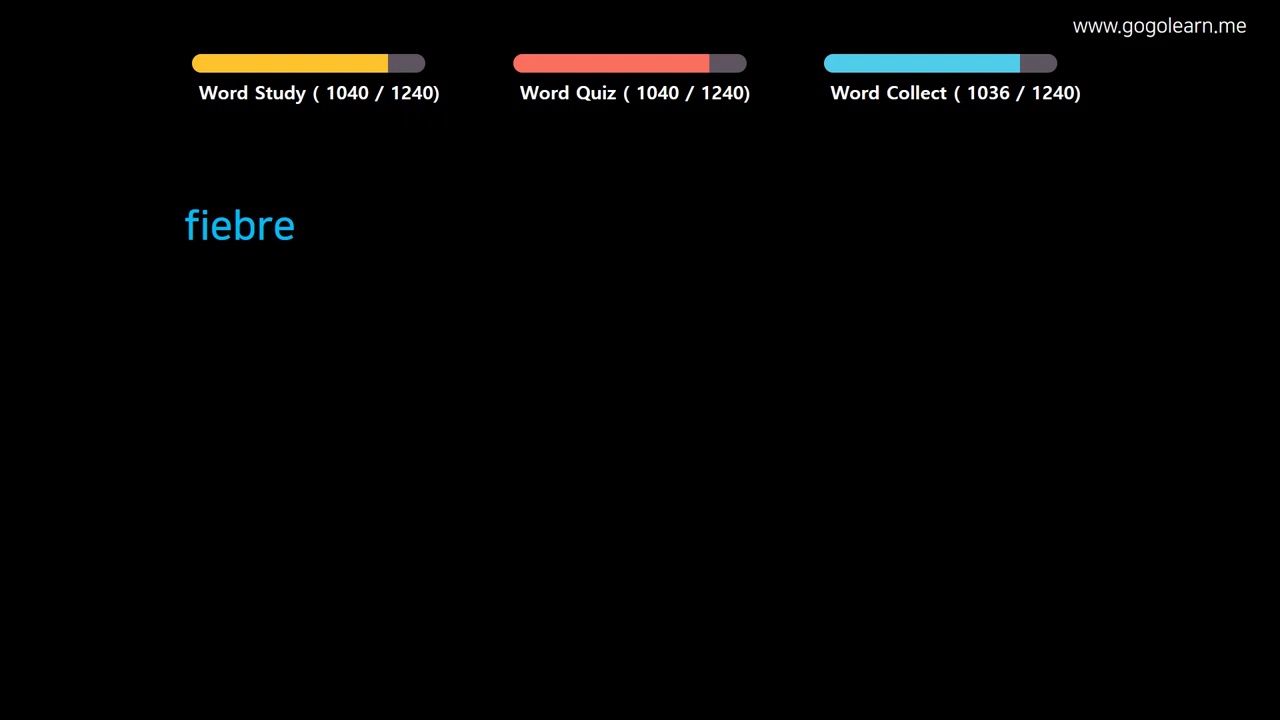 www.gogolearn.me
Word Study ( 1040 / 1240)
Word Quiz ( 1040 / 1240)
Word Collect ( 1036 / 1240)
fiebre